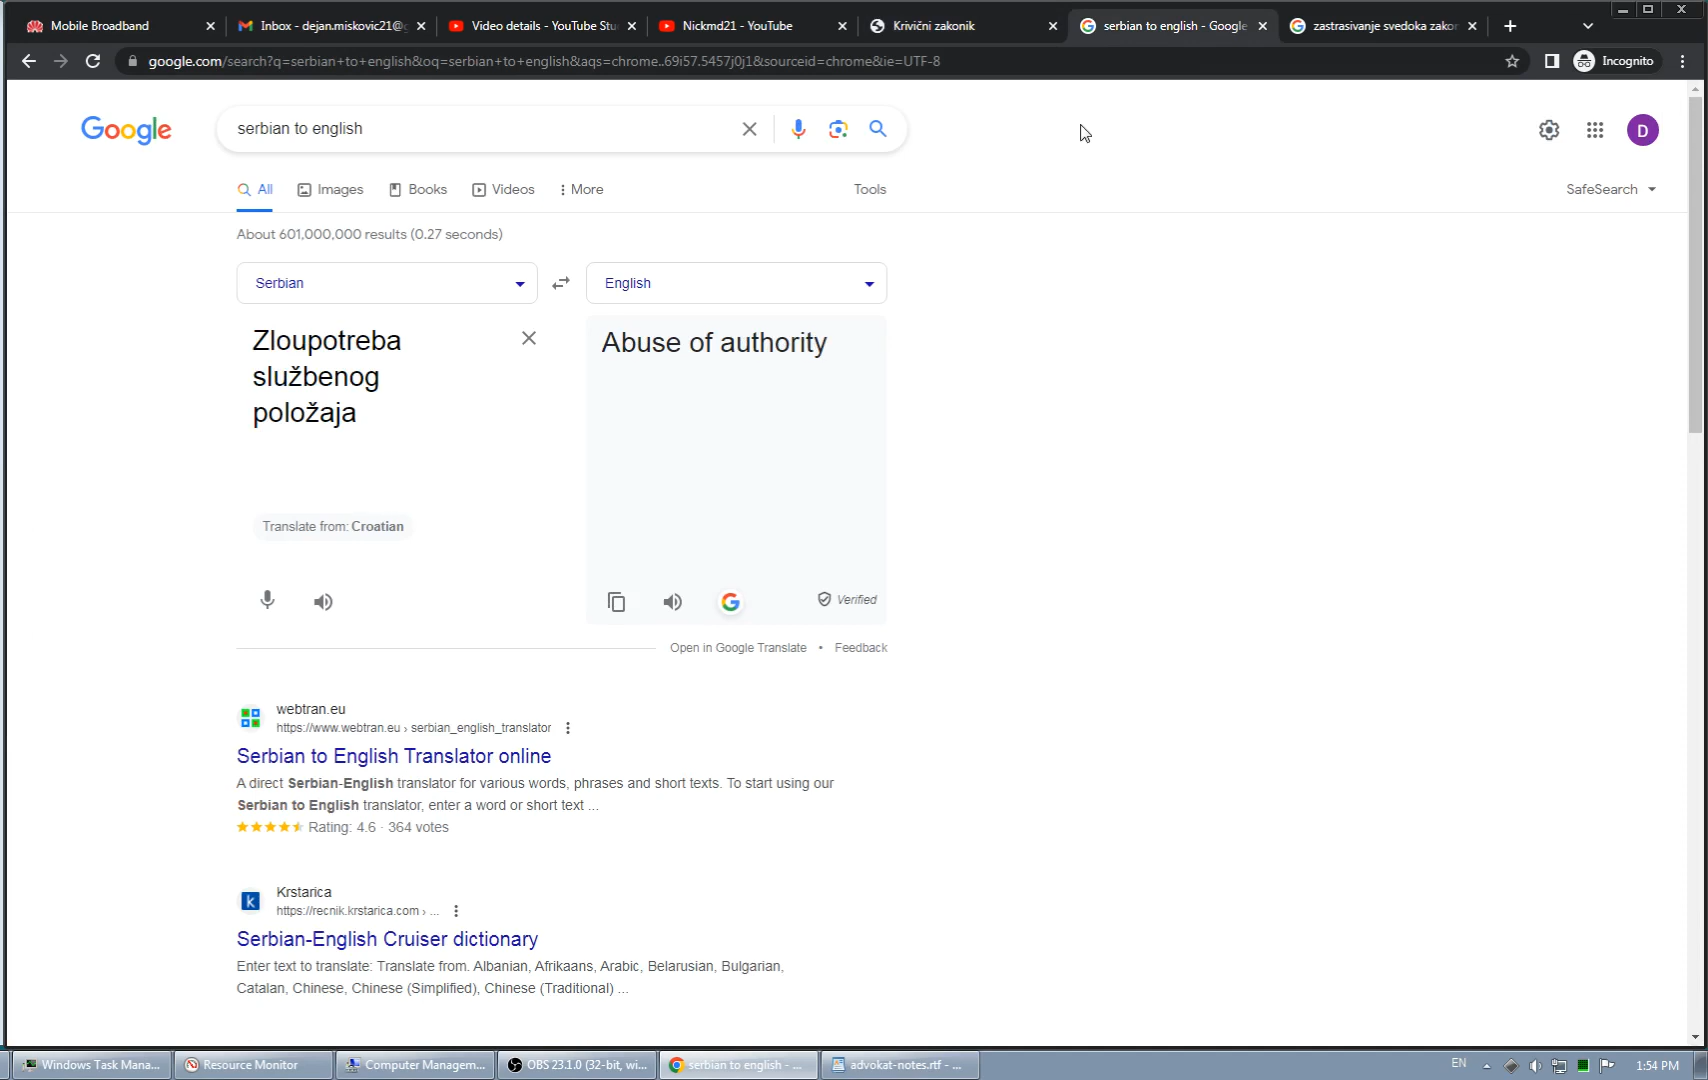 Mobile Broadband
Inbox - dejan.miskovic21@g
Video details - YouTube Stu
Nickmd21 - YouTube
Krivični zakonik
serbian to english - Google
zastrasivanje svedoka zakon
google.com/search?q=serbian+to+english&oq=serbian+to+english&aqs=chrome..69i57.5457j0j1&sourceid=chrome&ie=UTF-8
Incognito
Google
serbian to english
D
All
Images
Books
Videos
More
Tools
SafeSearch
About 601,000,000 results (0.27 seconds)
Serbian
English
Zloupotreba
službenog
položaja
Abuse of authority
Translate from: Croatian
Verified
Open in Google Translate • Feedback
webtran.eu
https://www.webtran.eu › serbian_english_translator
Serbian to English Translator online
A direct Serbian-English translator for various words, phrases and short texts. To start using our
Serbian to English translator, enter a word or short text ...
Rating: 4.6 · 364 votes
k
Krstarica
https://recnik.krstarica.com › ...
Serbian-English Cruiser dictionary
Enter text to translate: Translate from. Albanian, Afrikaans, Arabic, Belarusian, Bulgarian,
Catalan, Chinese, Chinese (Simplified), Chinese (Traditional) ...
Windows Task Mana...
Resource Monitor
Computer Managem...
OBS 23.1.0 (32-bit, wi...
serbian to english - ...
advokat-notes.rtf - ...
EN
1:54 PM